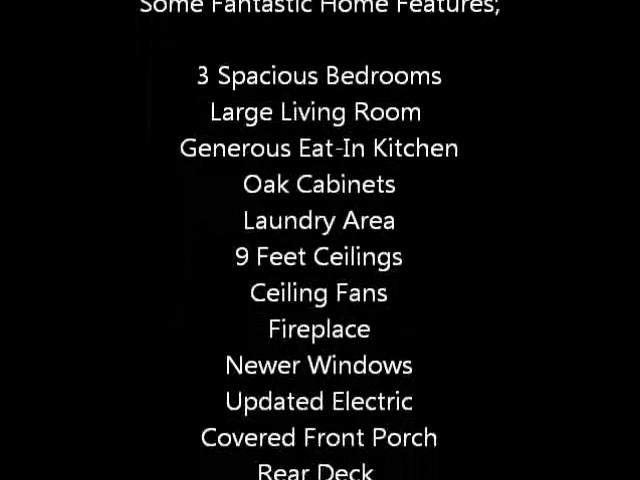 Some Fantastic Home Features;
3 Spacious Bedrooms
Large Living Room
Generous Eat-In Kitchen
Oak Cabinets
Laundry Area
9 Feet Ceilings
Ceiling Fans
Fireplace
Newer Windows
Updated Electric
Covered Front Porch
Rear Deck